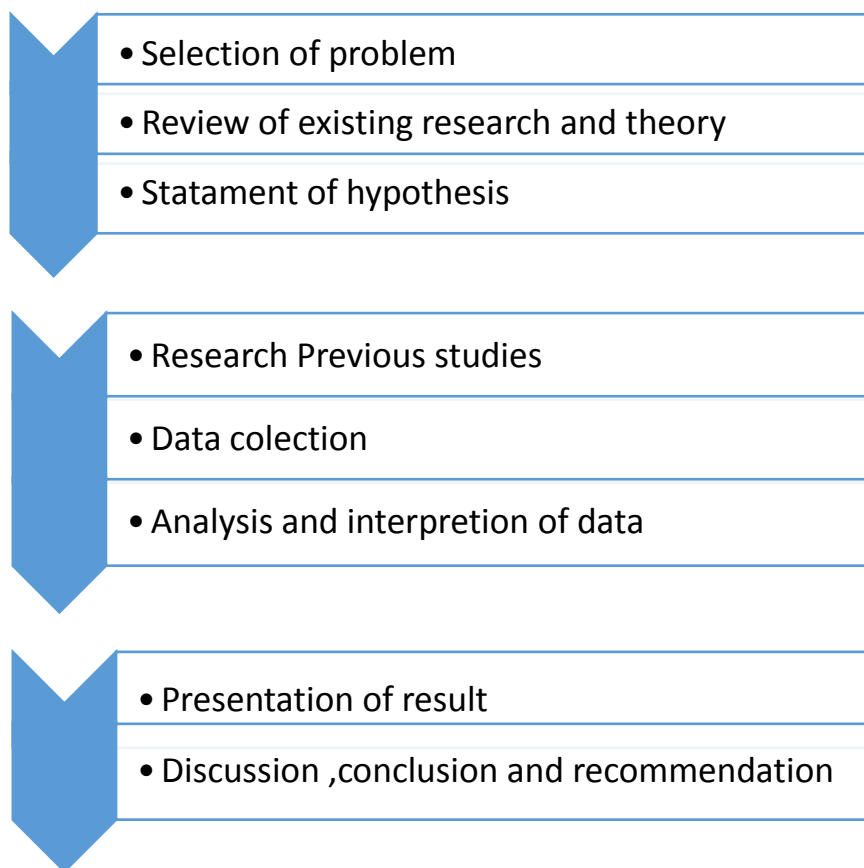 • Selection of problem
• Review of existing research and theory
• Statament of hypothesis
• Research Previous studies
• Data colection
• Analysis and interpretion of data
• Presentation of result
• Discussion ,conclusion and recommendation